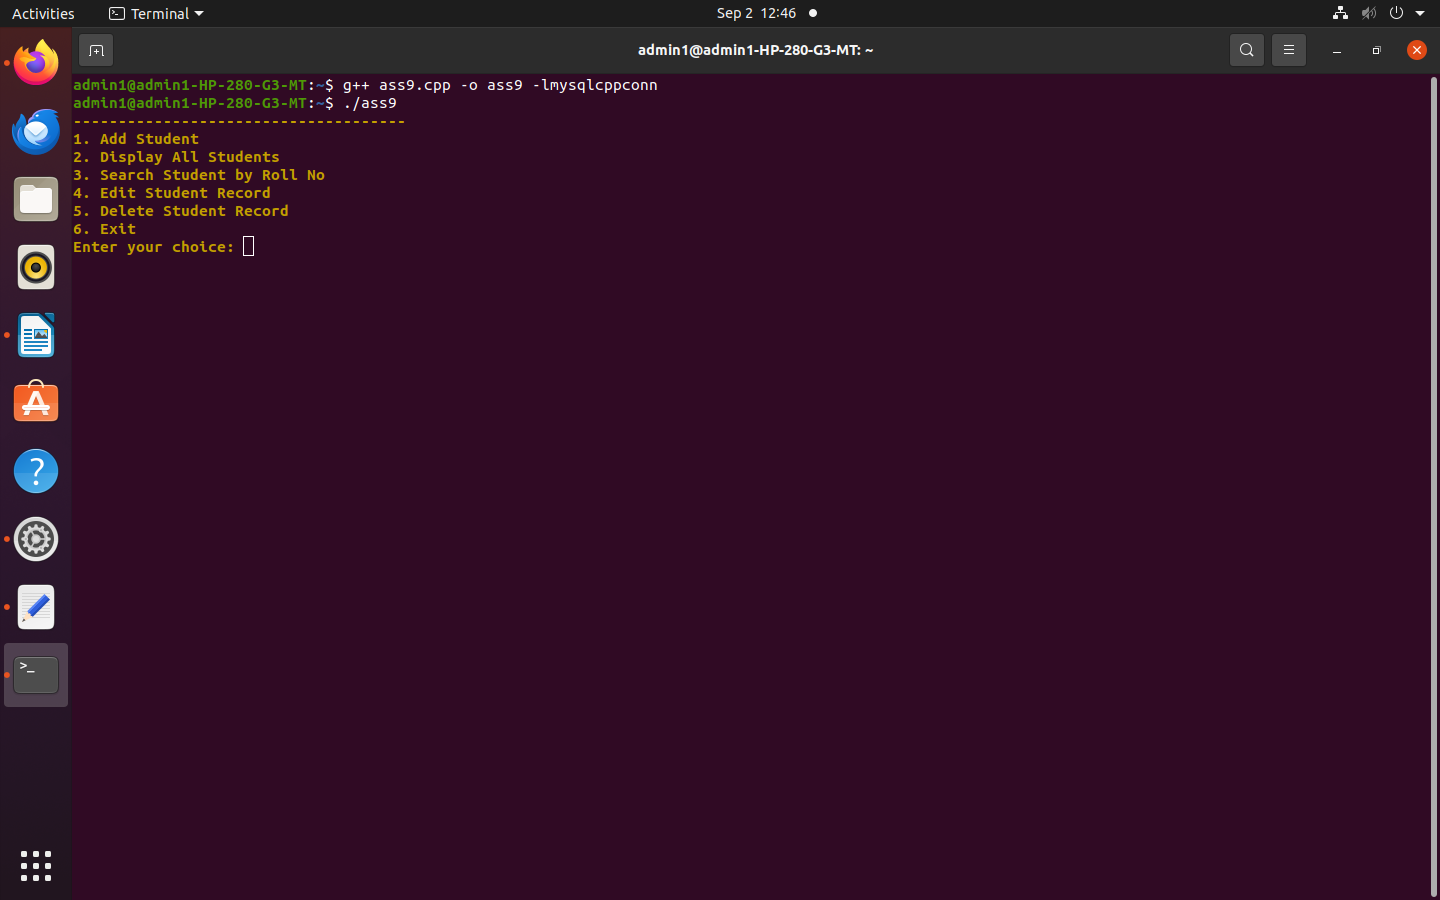 Activities
Terminal
Sep 2 12:46
admin1@admin1-HP-280-G3-MT: ~
admin1@admin1-HP-280-G3-MT:~$ g++ ass9.cpp -o ass9 -lmysqlcppconn
admin1@admin1-HP-280-G3-MT:~$ ./ass9
-------------------------------------
1. Add Student
2. Display All Students
3. Search Student by Roll No
4. Edit Student Record
5. Delete Student Record
6. Exit
Enter your choice: